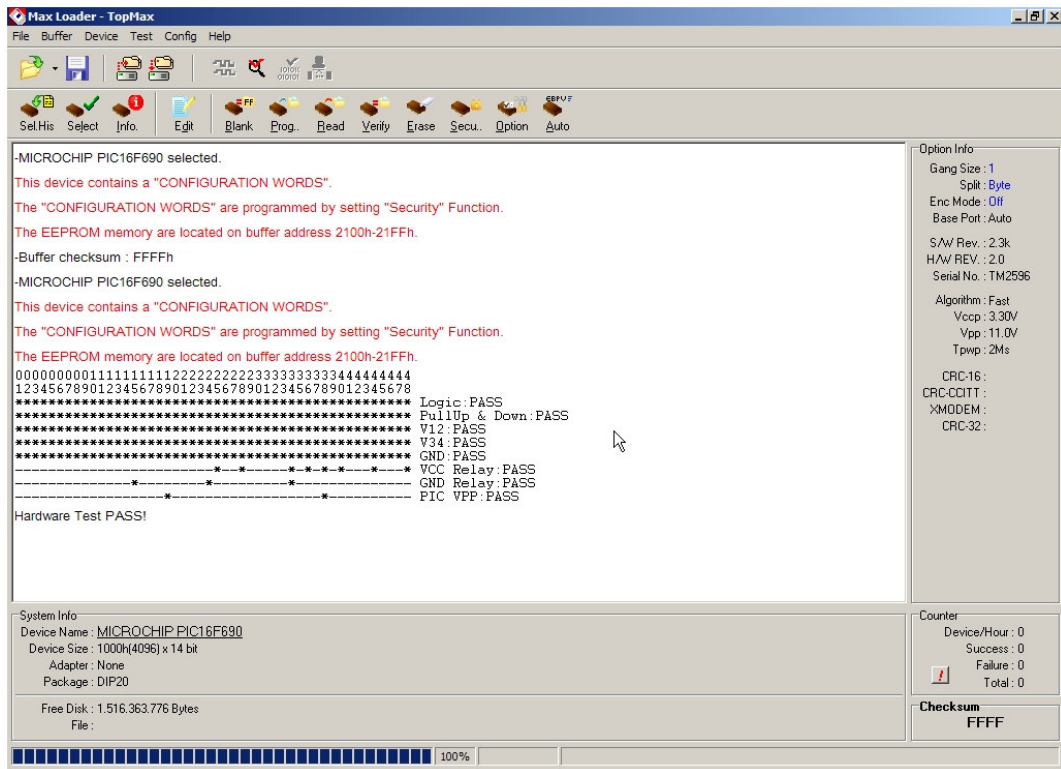 Max Loader - TopMax
File Buffer Device Test Config Help
Sel.His Select Info. Edit Blank Prog.. Read Verify Erase Secu.. Option Auto
-MICROCHIP PIC16F690 selected.
This device contains a "CONFIGURATION WORDS".
The "CONFIGURATION WORDS" are programmed by setting "Security" Function.
The EEPROM memory are located on buffer address 2100h-21FFh.
-Buffer checksum : FFFFh
-MICROCHIP PIC16F690 selected.
This device contains a "CONFIGURATION WORDS".
The "CONFIGURATION WORDS" are programmed by setting "Security" Function.
The EEPROM memory are located on buffer address 2100h-21FFh.
000000000111111111122222222223333333333444444444
123456789012345678901234567890123456789012345678
************************************************ Logic:PASS
************************************************ PullUp & Down:PASS
************************************************ V12:PASS
************************************************ V34:PASS
************************************************ GND:PASS
------------------------*--*-----*-*-*-*---*---* VCC Relay:PASS
--------------*--------*---------*-------------- GND Relay:PASS
------------------*------------------*---------- PIC VPP:PASS
Hardware Test PASS!
Option Info
Gang Size : 1
Split : Byte
Enc Mode : Off
Base Port : Auto
S/W Rev. : 2.3k
H/W REV. : 2.0
Serial No. : TM2596
Algorithm : Fast
Vccp : 3.30V
Vpp : 11.0V
Tpwp : 2Ms
CRC-16 :
CRC-CCITT :
XMODEM :
CRC-32 :
System Info
Device Name : MICROCHIP PIC16F690
Device Size : 1000h(4096) x 14 bit
Adapter : None
Package : DIP20
Free Disk : 1.516.363.776 Bytes
File :
Counter
Device/Hour : 0
Success : 0
Failure : 0
Total : 0
Checksum
FFFF
100%